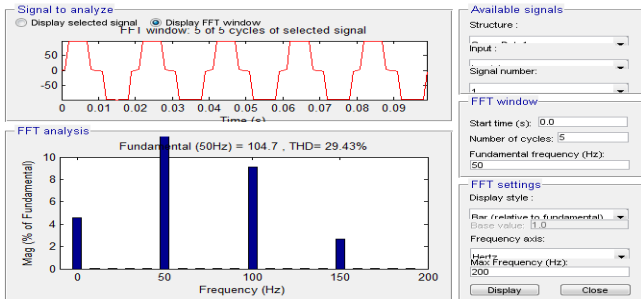 Signal to analyze
Display selected signal Display FFT window
FFT window: 5 of 5 cycles of selected signal
50
0
-50
0 0.01 0.02 0.03 0.04 0.05 0.06 0.07 0.08 0.09
Time (s)
FFT analysis
Fundamental (50Hz) = 104.7 , THD= 29.43%
Mag (% of Fundamental)
10
8
6
4
2
0
0 50 100 150 200
Frequency (Hz)
Available signals
Structure :
Input :
Signal number:
1
FFT window
Start time (s): 0.0
Number of cycles: 5
Fundamental frequency (Hz):
50
FFT settings
Display style :
Bar (relative to fundamental)
Base value: 1.0
Frequency axis:
Hertz
Max Frequency (Hz):
200
Display Close